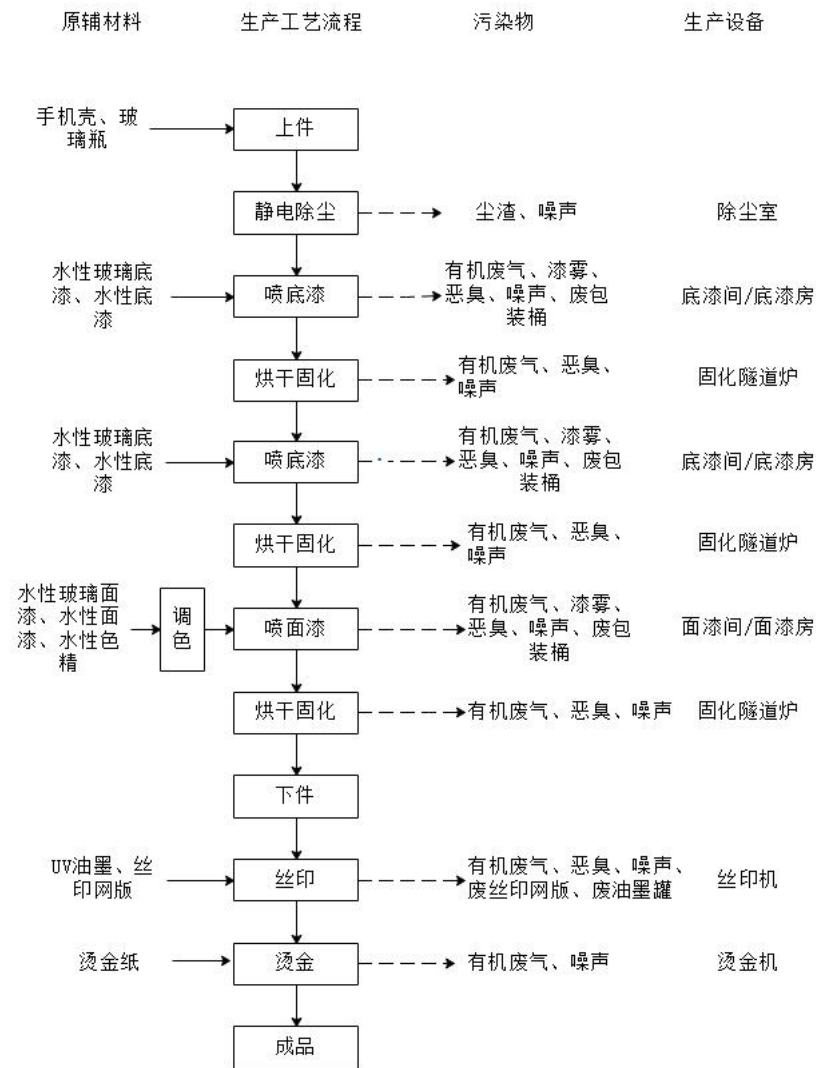 原辅材料 生产工艺流程 污染物 生产设备
手机壳、玻
璃瓶
上件
静电除尘
尘渣、噪声
除尘室
水性玻璃底
漆、水性底
漆
喷底漆
有机废气、漆雾、
恶臭、噪声、废包
装桶
底漆间/底漆房
烘干固化
有机废气、恶臭、
噪声
固化隧道炉
水性玻璃底
漆、水性底
漆
喷底漆
有机废气、漆雾、
恶臭、噪声、废包
装桶
底漆间/底漆房
烘干固化
有机废气、恶臭、
噪声
固化隧道炉
水性玻璃面
漆、水性面
漆、水性色
精
调
色
喷面漆
有机废气、漆雾、
恶臭、噪声、废包
装桶
面漆间/面漆房
烘干固化
有机废气、恶臭、噪声
固化隧道炉
下件
UV油墨、丝
印网版
丝印
有机废气、恶臭、噪声、
废丝印网版、废油墨罐
丝印机
烫金纸
烫金
有机废气、噪声
烫金机
成品